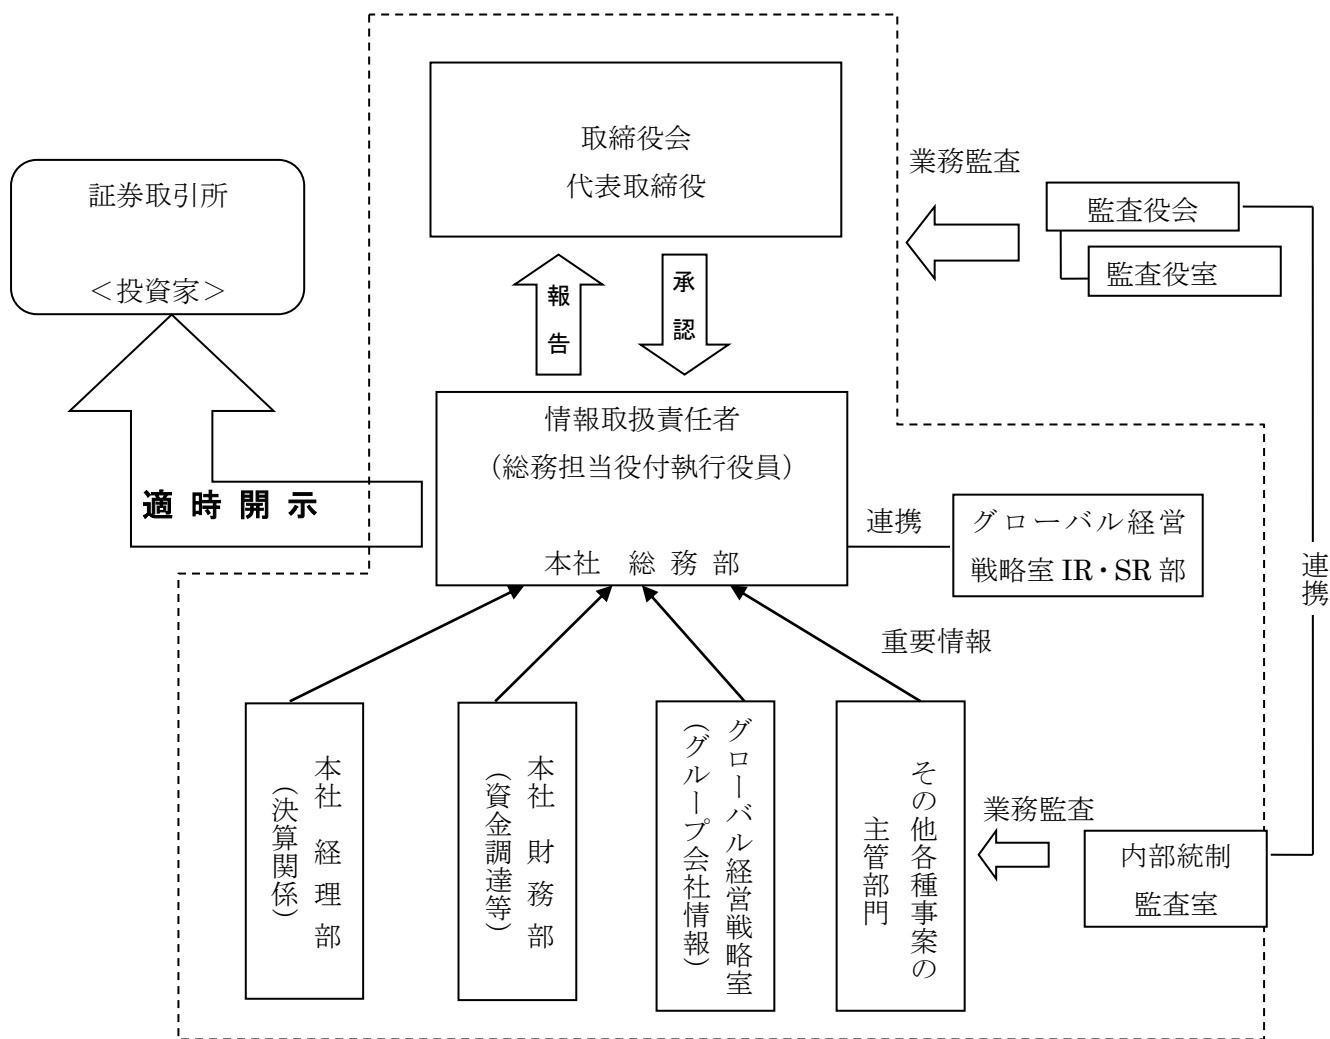 取締役会
代表取締役
証券取引所
＜投資家＞
業務監査
監査役会
監査役室
報告
承認
情報取扱責任者
(総務担当役付執行役員)
本社 総務部
適時開示
連携
グローバル経営
戦略室 IR・SR 部
連携
重要情報
本社 経理部
(決算関係)
本社 財務部
(資金調達等)
グローバル経営戦略室
(グループ会社情報)
その他各種事案の
主管部門
業務監査
内部統制
監査室